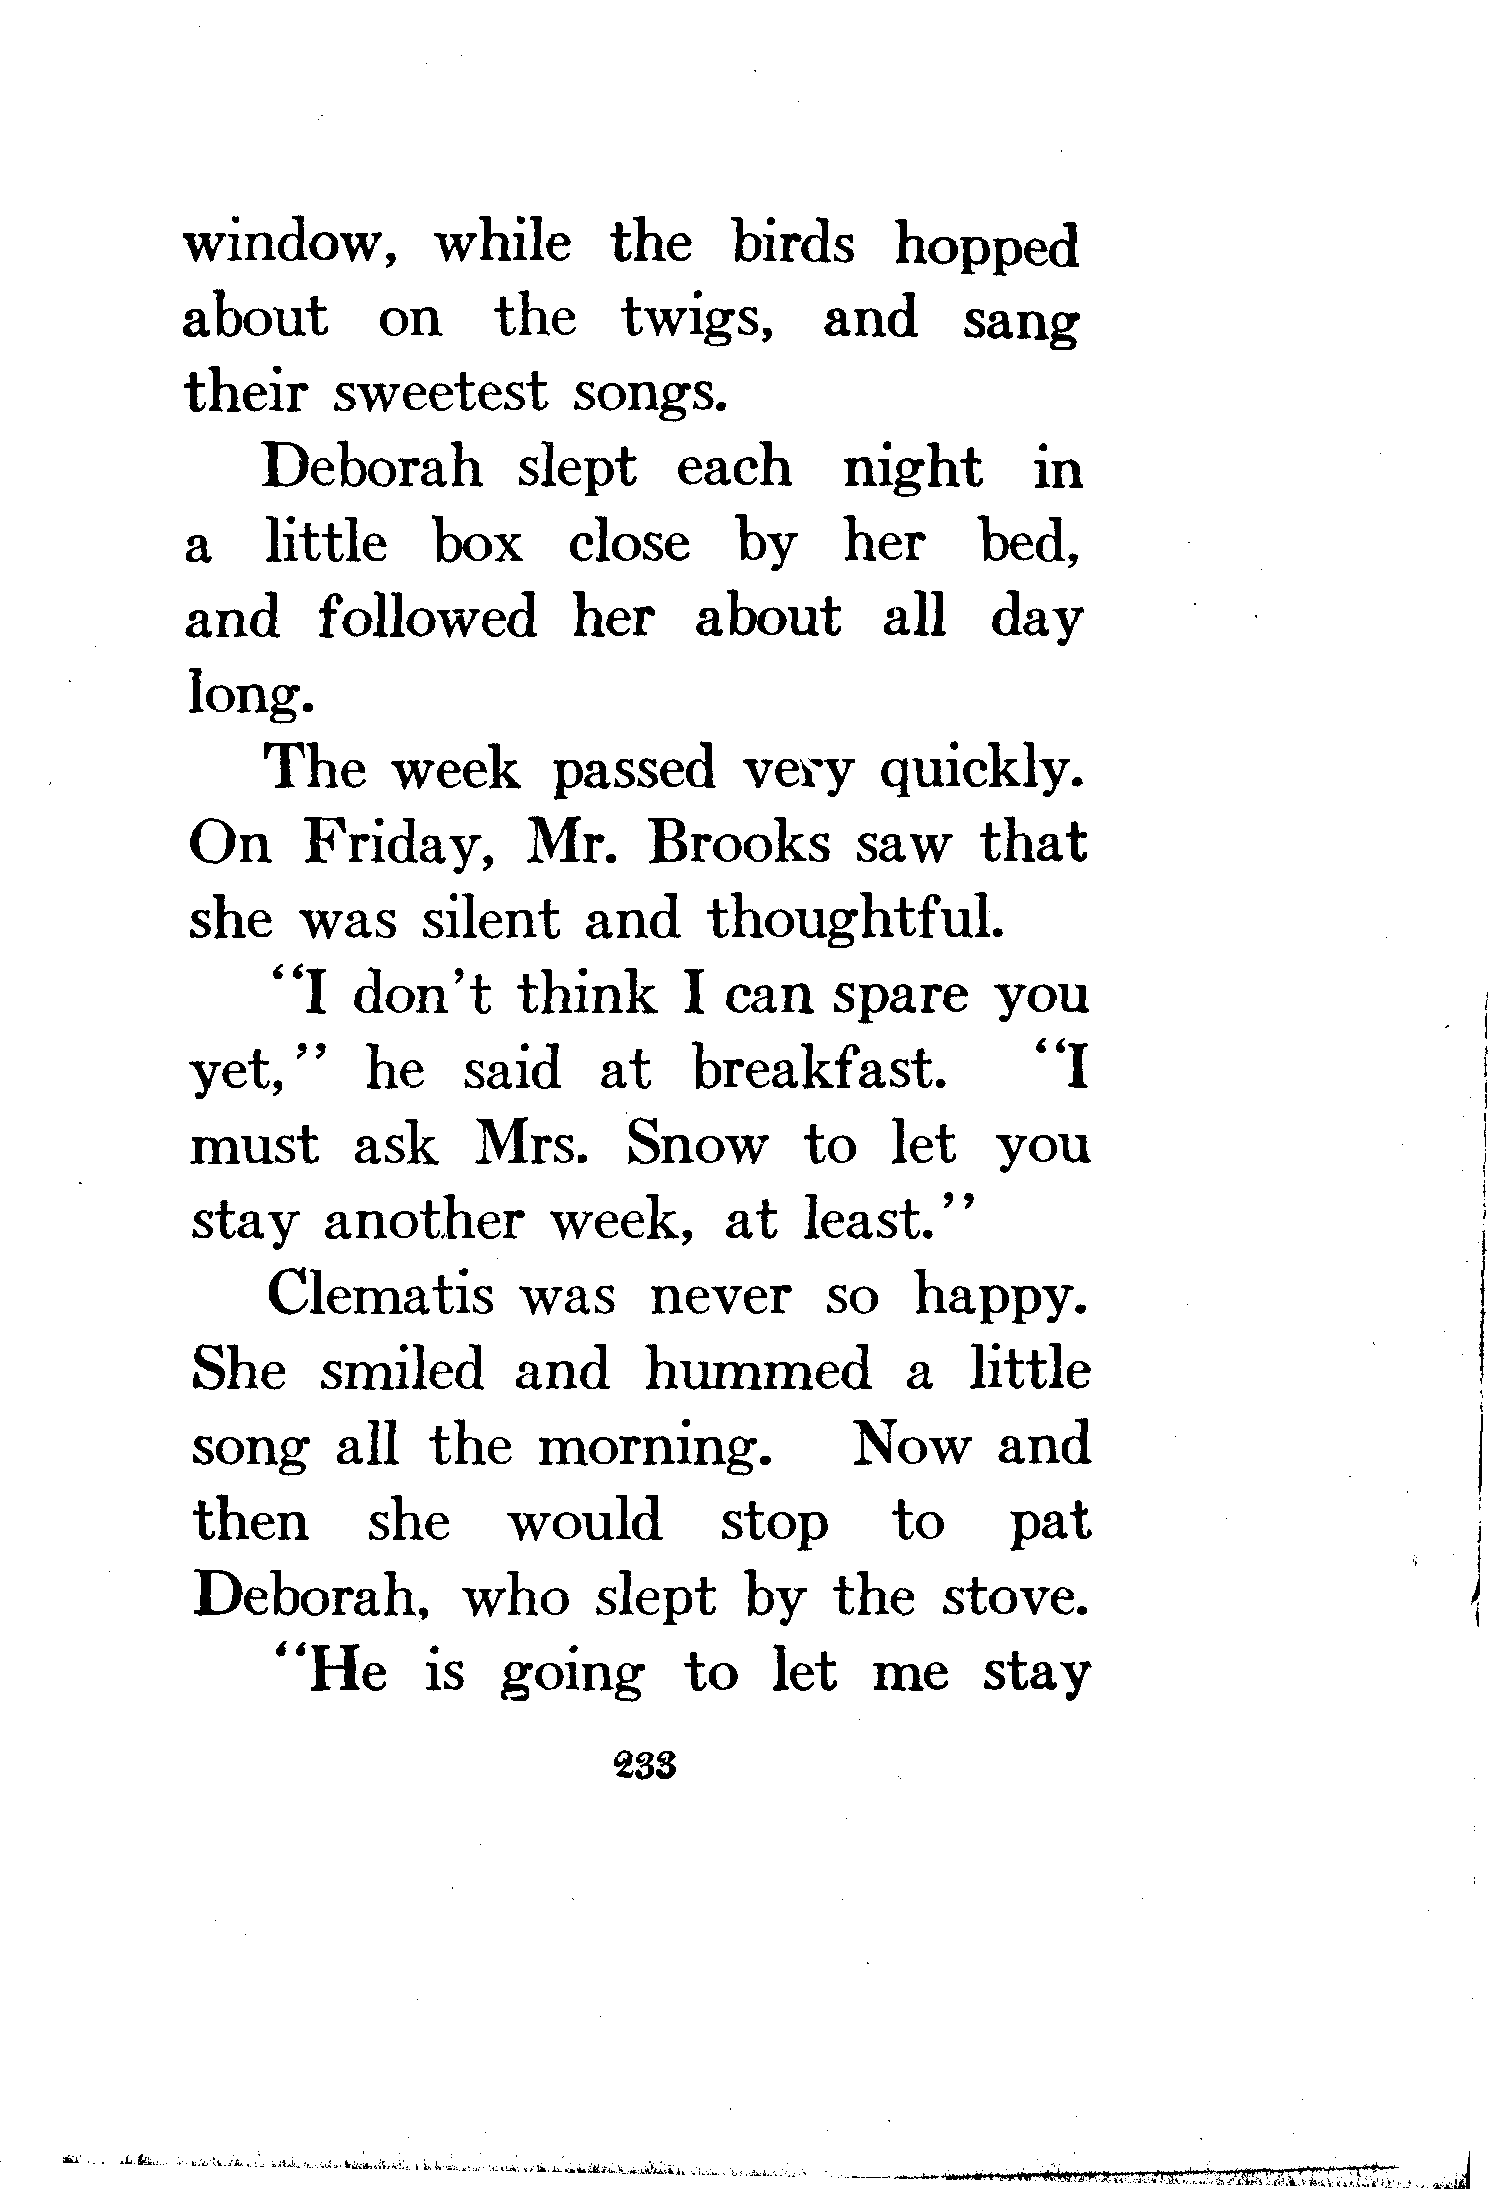 window, while the birds hopped
about on the twigs, and sang
their sweetest songs.
Deborah slept each night in
a little box close by her bed,
and followed her about all day
long.
The week passed very quickly.
On Friday, Mr. Brooks saw that
she was silent and thoughtful.
“I don’t think I can spare you
yet,” he said at breakfast. “I
must ask Mrs. Snow to let you
stay another week, at least.”
Clematis was never so happy.
She smiled and hummed a little
song all the morning. Now and
then she would stop to pat
Deborah, who slept by the stove.
“He is going to let me stay
233